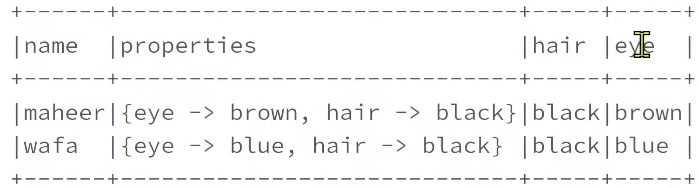 +------+-----------------------------+-----+-----+
|name  |properties                   |hair |eye  |
+------+-----------------------------+-----+-----+
|maheer|{eye -> brown, hair -> black}|black|brown|
|wafa  |{eye -> blue, hair -> black} |black|blue |
+------+-----------------------------+-----+-----+